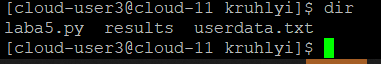 [cloud-user3@cloud-11 kruhlyi]$ dir
laba5.py  results  userdata.txt
[cloud-user3@cloud-11 kruhlyi]$